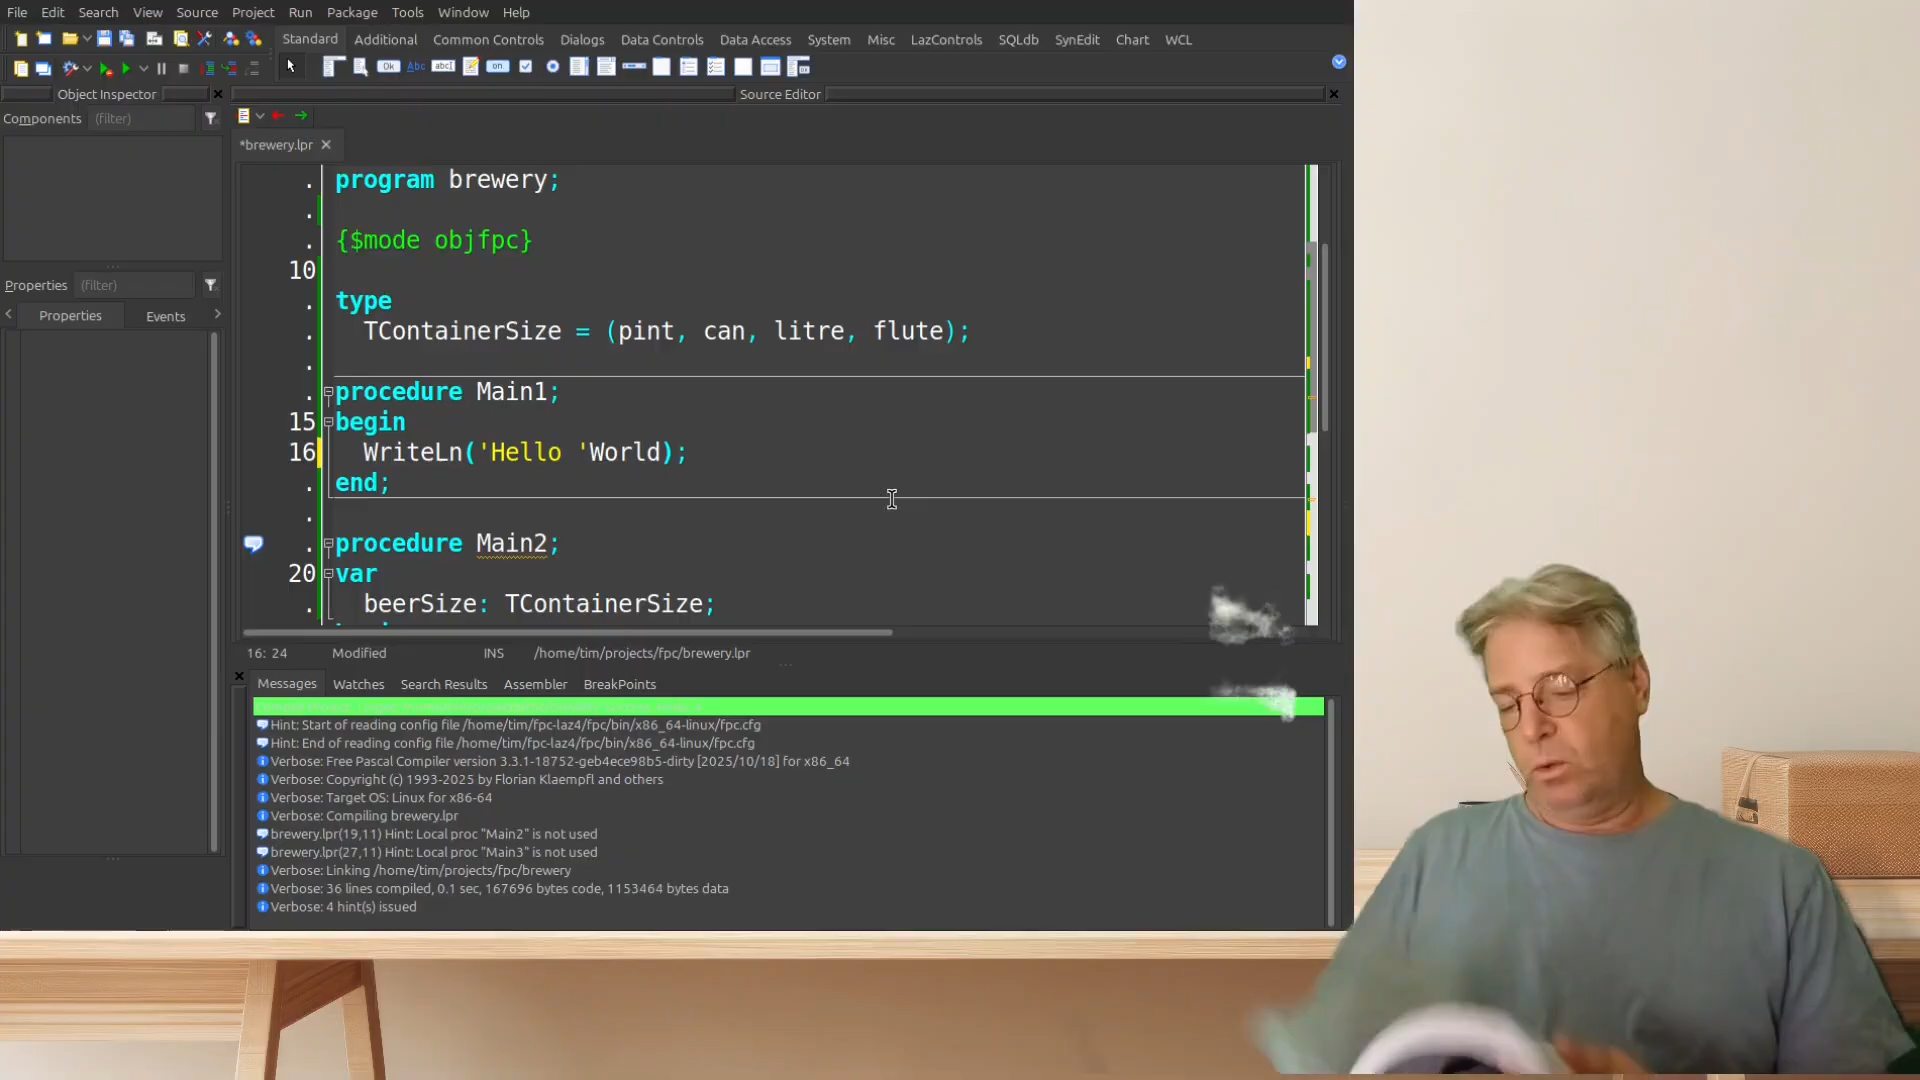 File Edit Search View Source Project Run Package Tools Window Help
Standard Additional Common Controls Dialogs Data Controls Data Access System Misc LazControls SQLdb SynEdit Chart WCL
Ok Abc abc on
Object Inspector
Source Editor
Components (filter)
*brewery.lpr
Properties (filter)
Properties Events
. program brewery;
.
. {$mode objfpc}
10
. type
. TContainerSize = (pint, can, litre, flute);
.
. procedure Main1;
15 begin
16 WriteLn('Hello 'World);
. end;
.
. procedure Main2;
20 var
. beerSize: TContainerSize;
16: 24 Modified INS /home/tim/projects/fpc/brewery.lpr
Messages Watches Search Results Assembler BreakPoints
Hint: Start of reading config file /home/tim/fpc-laz4/fpc/bin/x86_64-linux/fpc.cfg
Hint: End of reading config file /home/tim/fpc-laz4/fpc/bin/x86_64-linux/fpc.cfg
Verbose: Free Pascal Compiler version 3.3.1-18752-geb4ece98b5-dirty [2025/10/18] for x86_64
Verbose: Copyright (c) 1993-2025 by Florian Klaempfl and others
Verbose: Target OS: Linux for x86-64
Verbose: Compiling brewery.lpr
brewery.lpr(19,11) Hint: Local proc "Main2" is not used
brewery.lpr(27,11) Hint: Local proc "Main3" is not used
Verbose: Linking /home/tim/projects/fpc/brewery
Verbose: 36 lines compiled, 0.1 sec, 167696 bytes code, 1153464 bytes data
Verbose: 4 hint(s) issued